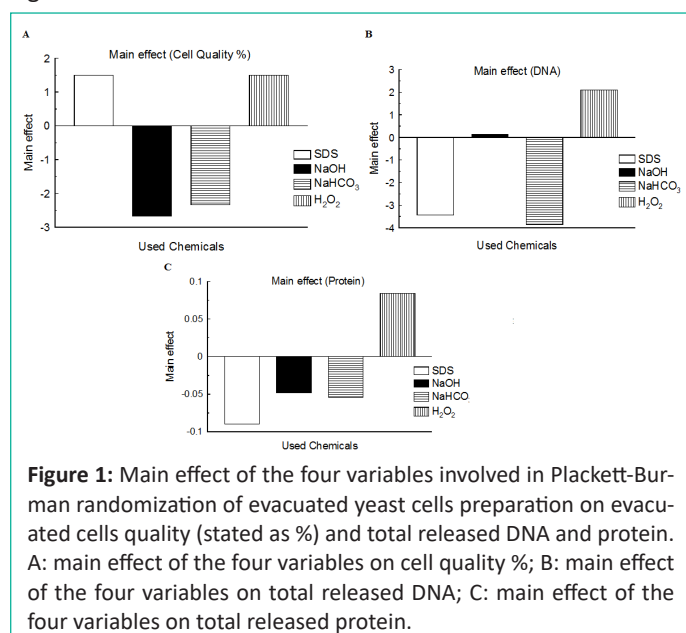 A
Main effect (Cell Quality %)
2
1
0
-1
-2
-3
Main effect
SDS
NaOH
NaHCO₃
H₂O₂
Used Chemicals
B
Main effect (DNA)
3
2
1
0
-1
-2
-3
-4
Main effect
SDS
NaOH
NaHCO₃
H₂O₂
Used Chemicals
C
Main effect (Protein)
0.1
0.05
0
-0.05
-0.1
Main effect
SDS
NaOH
NaHCO
H₂O₂
Used Chemicals
Figure 1: Main effect of the four variables involved in Plackett-Bur-
man randomization of evacuated yeast cells preparation on evacu-
ated cells quality (stated as %) and total released DNA and protein.
A: main effect of the four variables on cell quality %; B: main effect
of the four variables on total released DNA; C: main effect of the
four variables on total released protein.